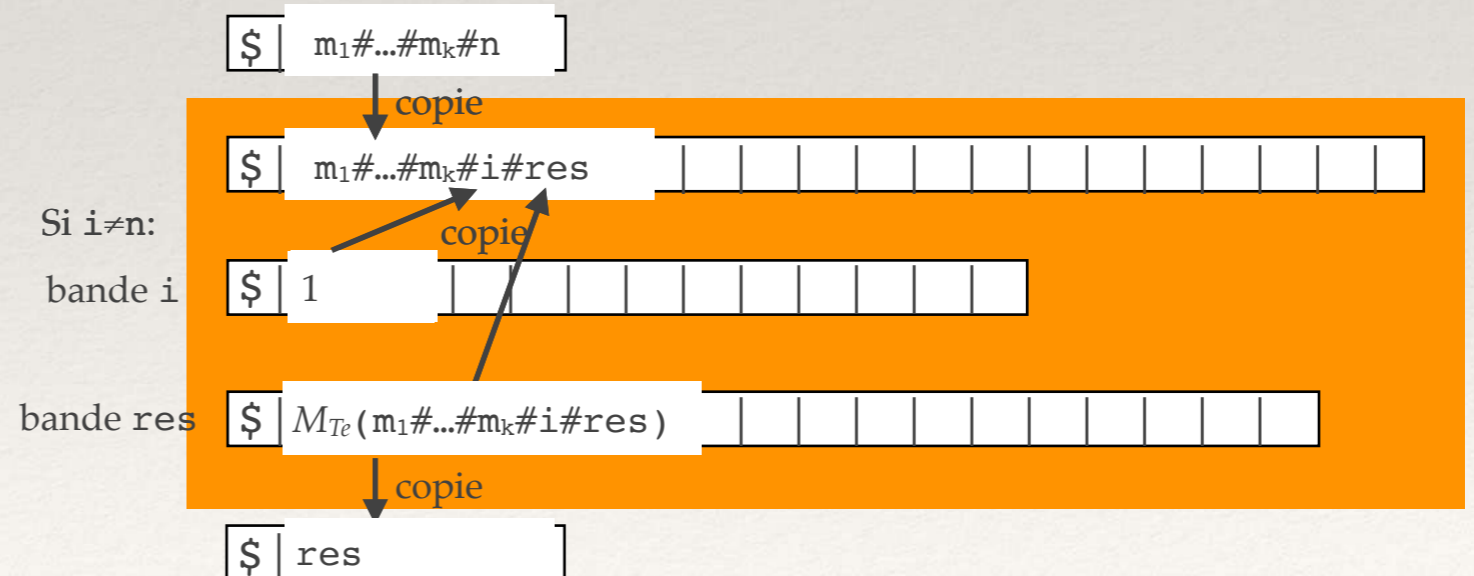 $ | m₁#…#mₖ#n
copie
$ | m₁#…#mₖ#i#res
Si i≠n:
copie
bande i $ | 1
bande res $ | M_Te(m₁#…#mₖ#i#res)
copie
$ | res